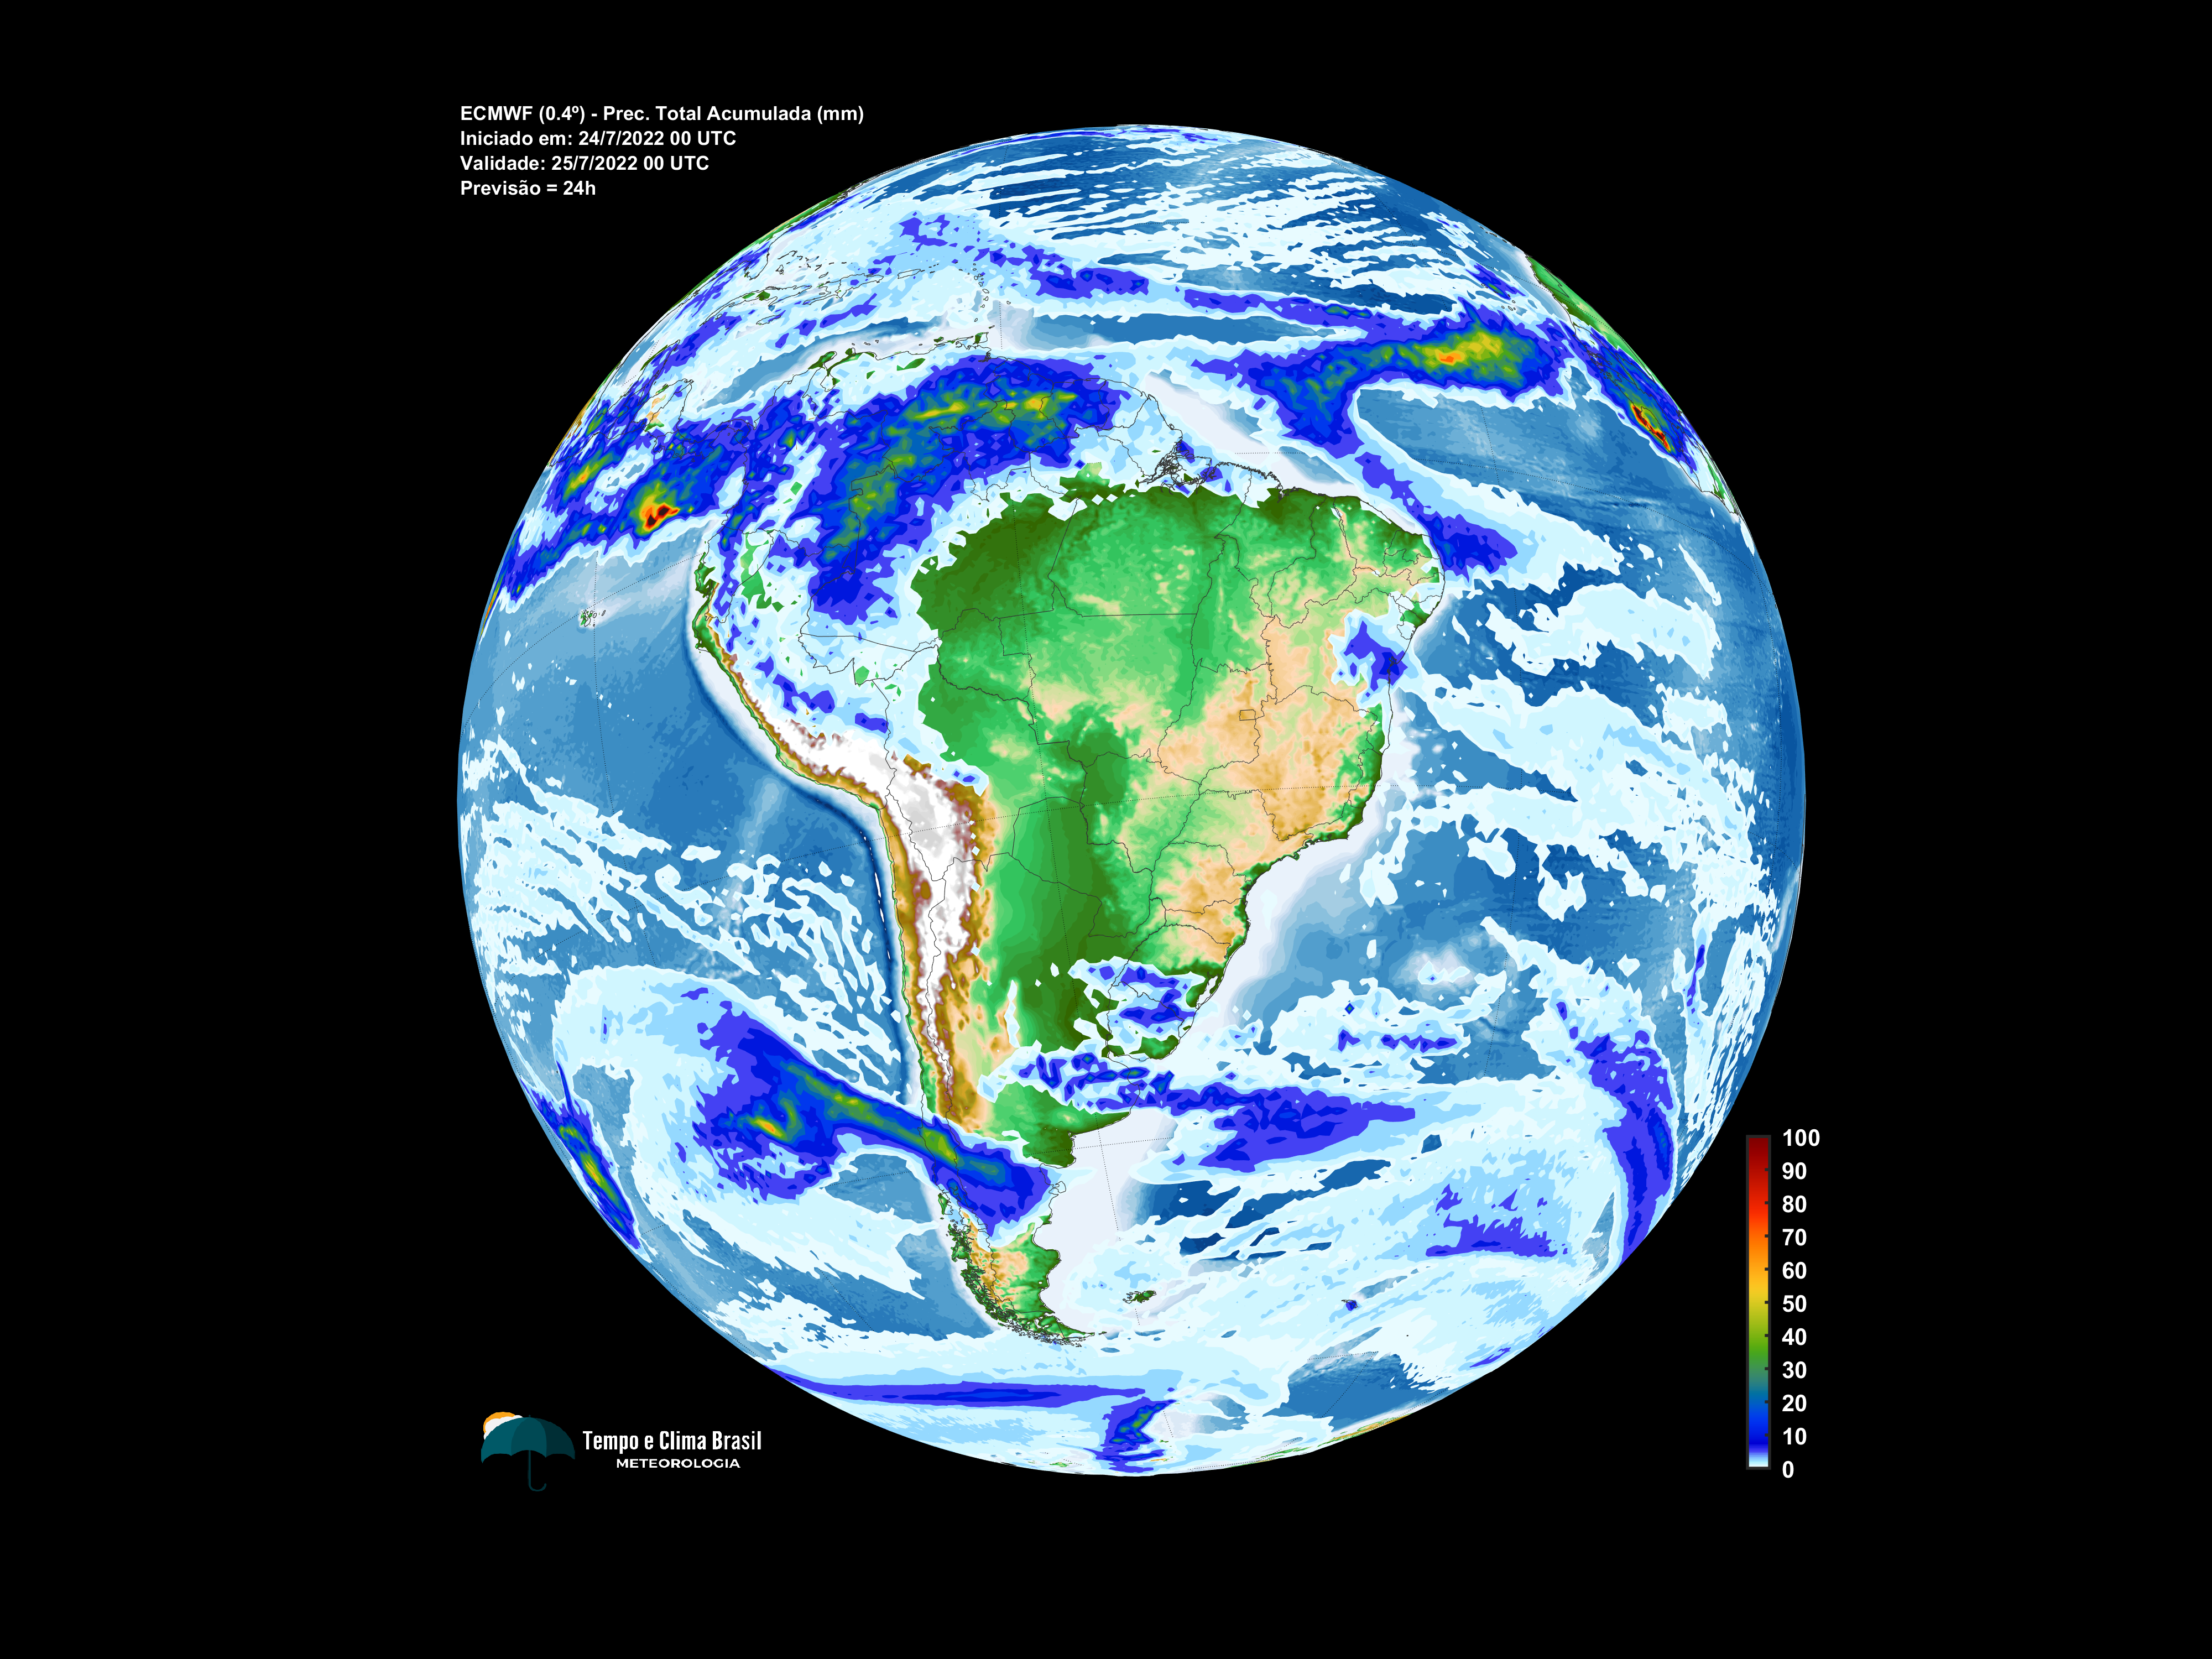 ECMWF (0.4º) - Prec. Total Acumulada (mm)
Iniciado em: 24/7/2022 00 UTC
Validade: 25/7/2022 00 UTC
Previsão = 24h
100
90
80
70
60
50
40
30
20
10
0
Tempo e Clima Brasil
METEOROLOGIA